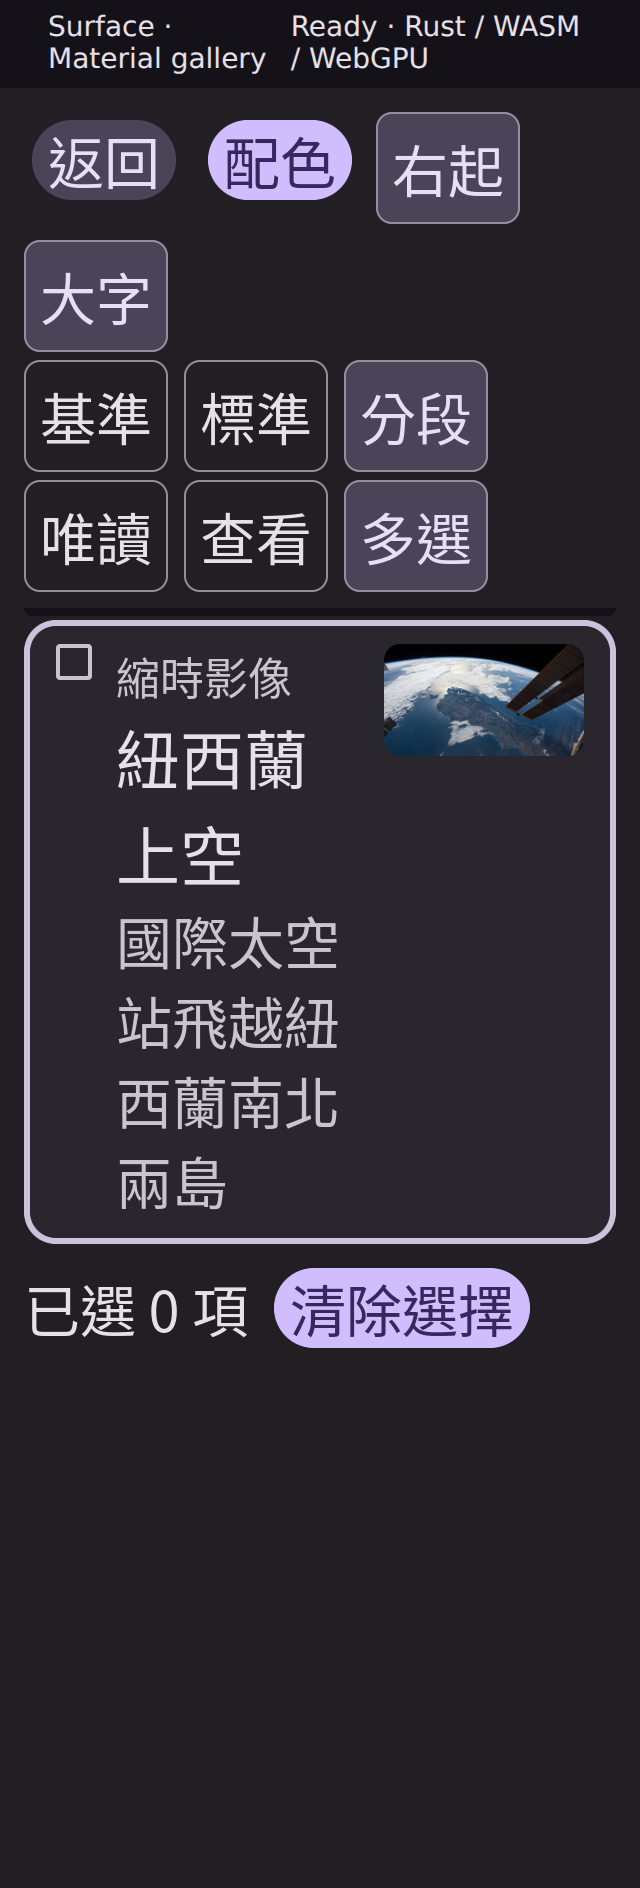 Surface ·
Material gallery
Ready · Rust / WASM
/ WebGPU
返回
配色
右起
大字
基準
標準
分段
唯讀
查看
多選
縮時影像
紐西蘭
上空
國際太空
站飛越紐
西蘭南北
兩島
已選 0 項
清除選擇